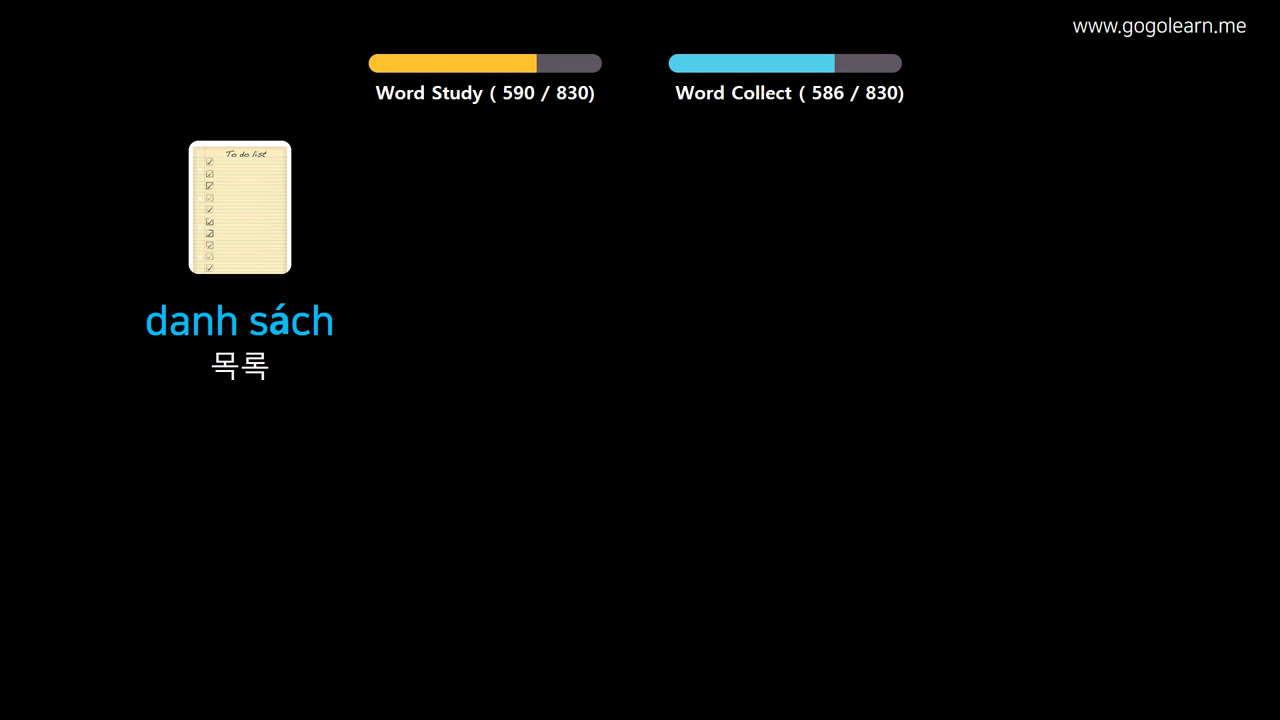 www.gogolearn.me
Word Study ( 590 / 830)
Word Collect ( 586 / 830)
To do list
danh sách
목록